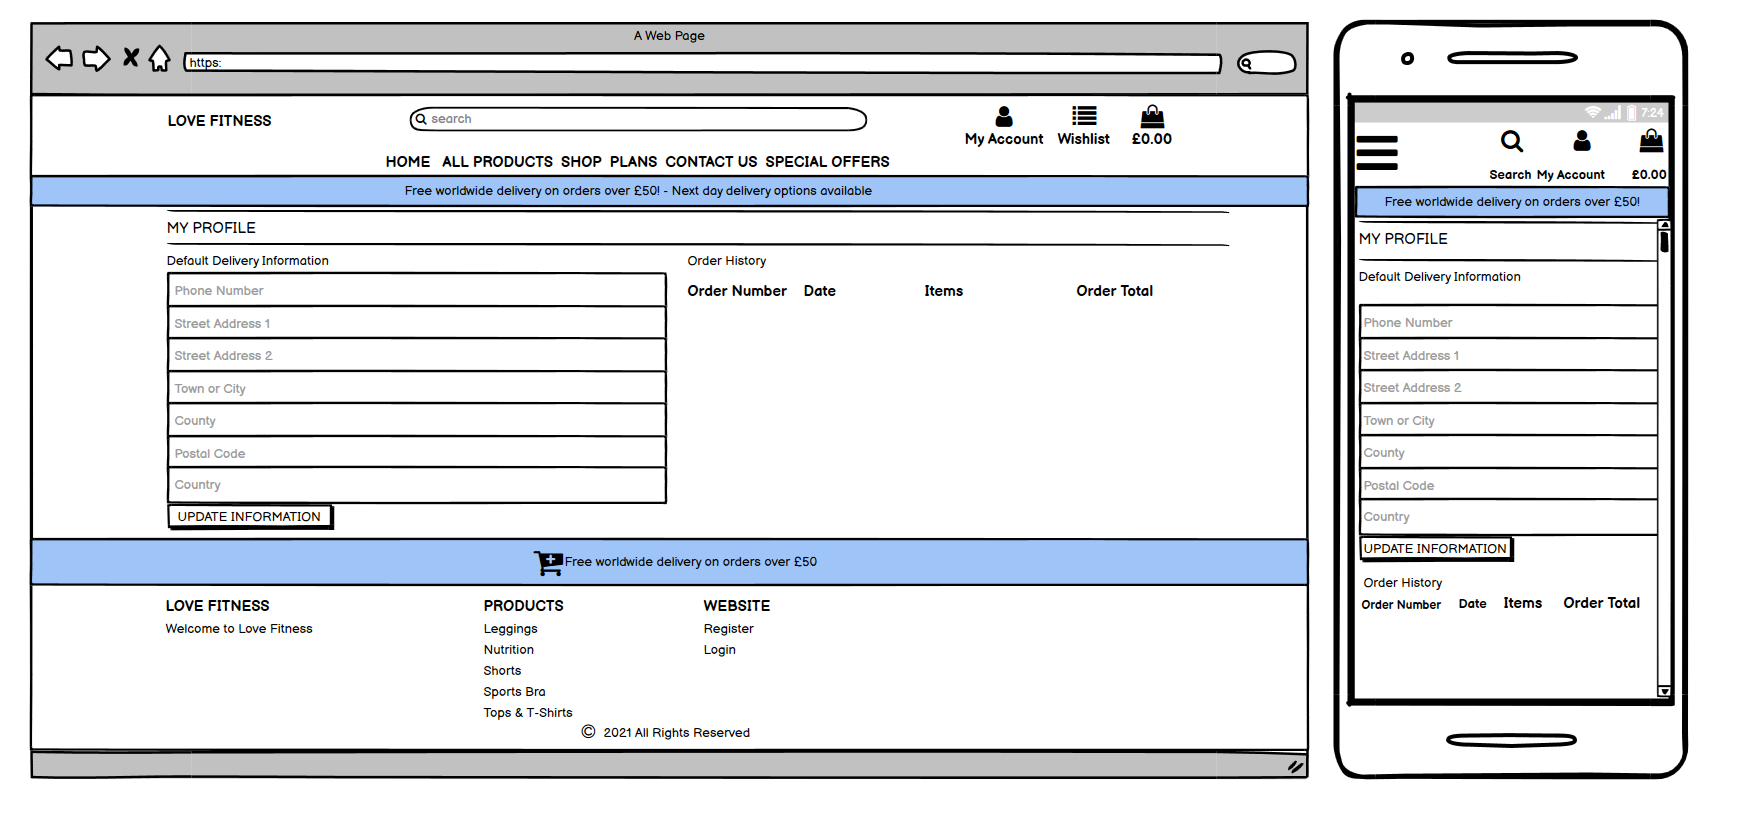 A Web Page
https:
LOVE FITNESS
search
My Account Wishlist £0.00
HOME ALL PRODUCTS SHOP PLANS CONTACT US SPECIAL OFFERS
Free worldwide delivery on orders over £50! - Next day delivery options available
MY PROFILE
Default Delivery Information
Phone Number
Street Address 1
Street Address 2
Town or City
County
Postal Code
Country
UPDATE INFORMATION
Order History
Order Number Date Items Order Total
Free worldwide delivery on orders over £50
LOVE FITNESS
Welcome to Love Fitness
PRODUCTS
Leggings
Nutrition
Shorts
Sports Bra
Tops & T-Shirts
WEBSITE
Register
Login
© 2021 All Rights Reserved
7:24
Search My Account £0.00
Free worldwide delivery on orders over £50!
MY PROFILE
Default Delivery Information
Phone Number
Street Address 1
Street Address 2
Town or City
County
Postal Code
Country
UPDATE INFORMATION
Order History
Order Number Date Items Order Total